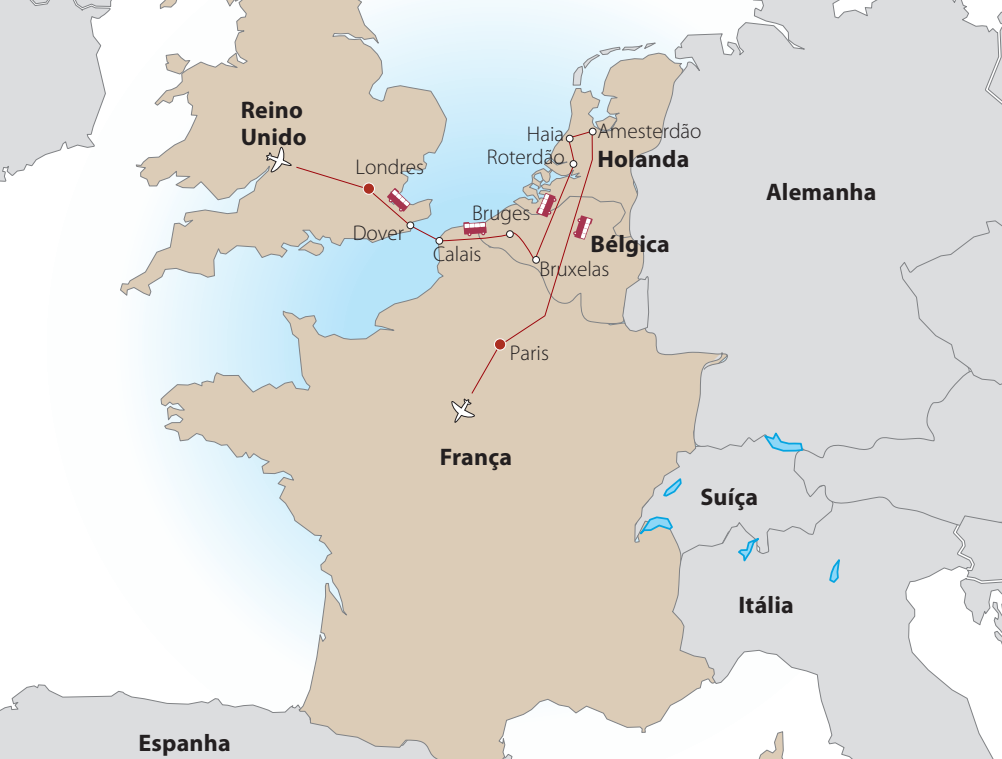 Reino
Unido
Londres
Dover
Calais
Bruges
Bruxelas
Haia
Amesterdão
Roterdão
Holanda
Bélgica
Alemanha
Paris
França
Suíça
Itália
Espanha